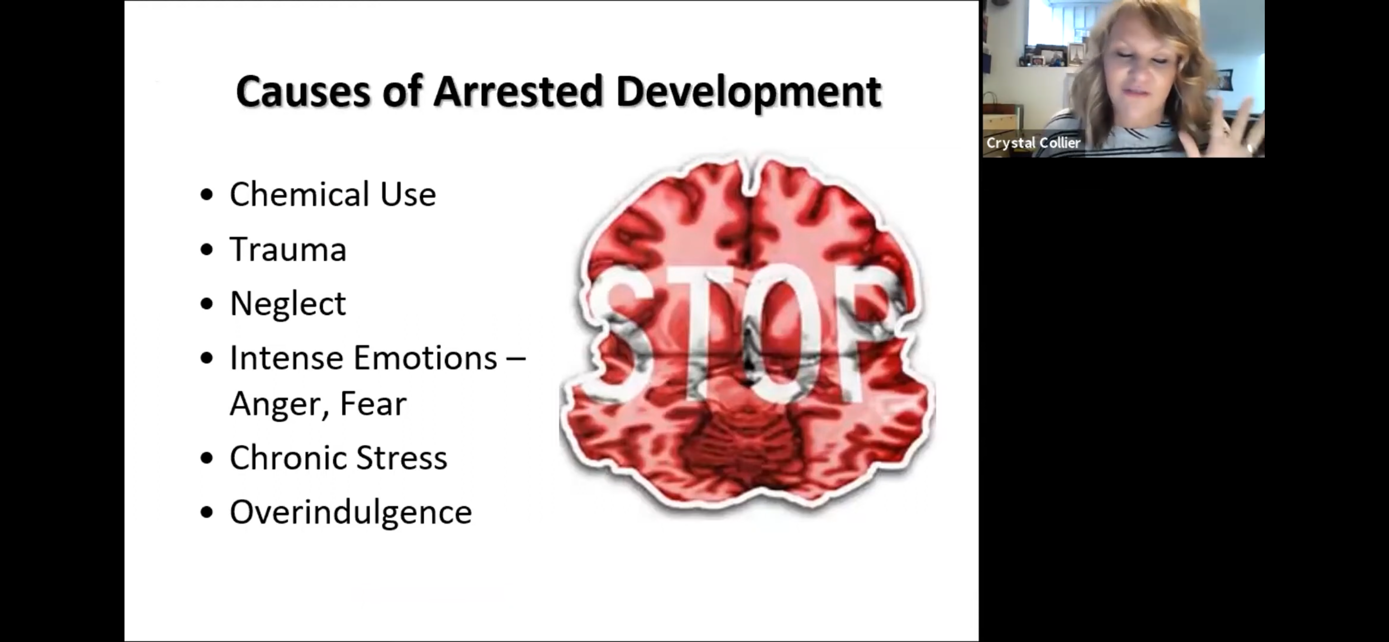 Causes of Arrested Development
• Chemical Use
• Trauma
• Neglect
• Intense Emotions –
Anger, Fear
• Chronic Stress
• Overindulgence
STOP
Crystal Collier